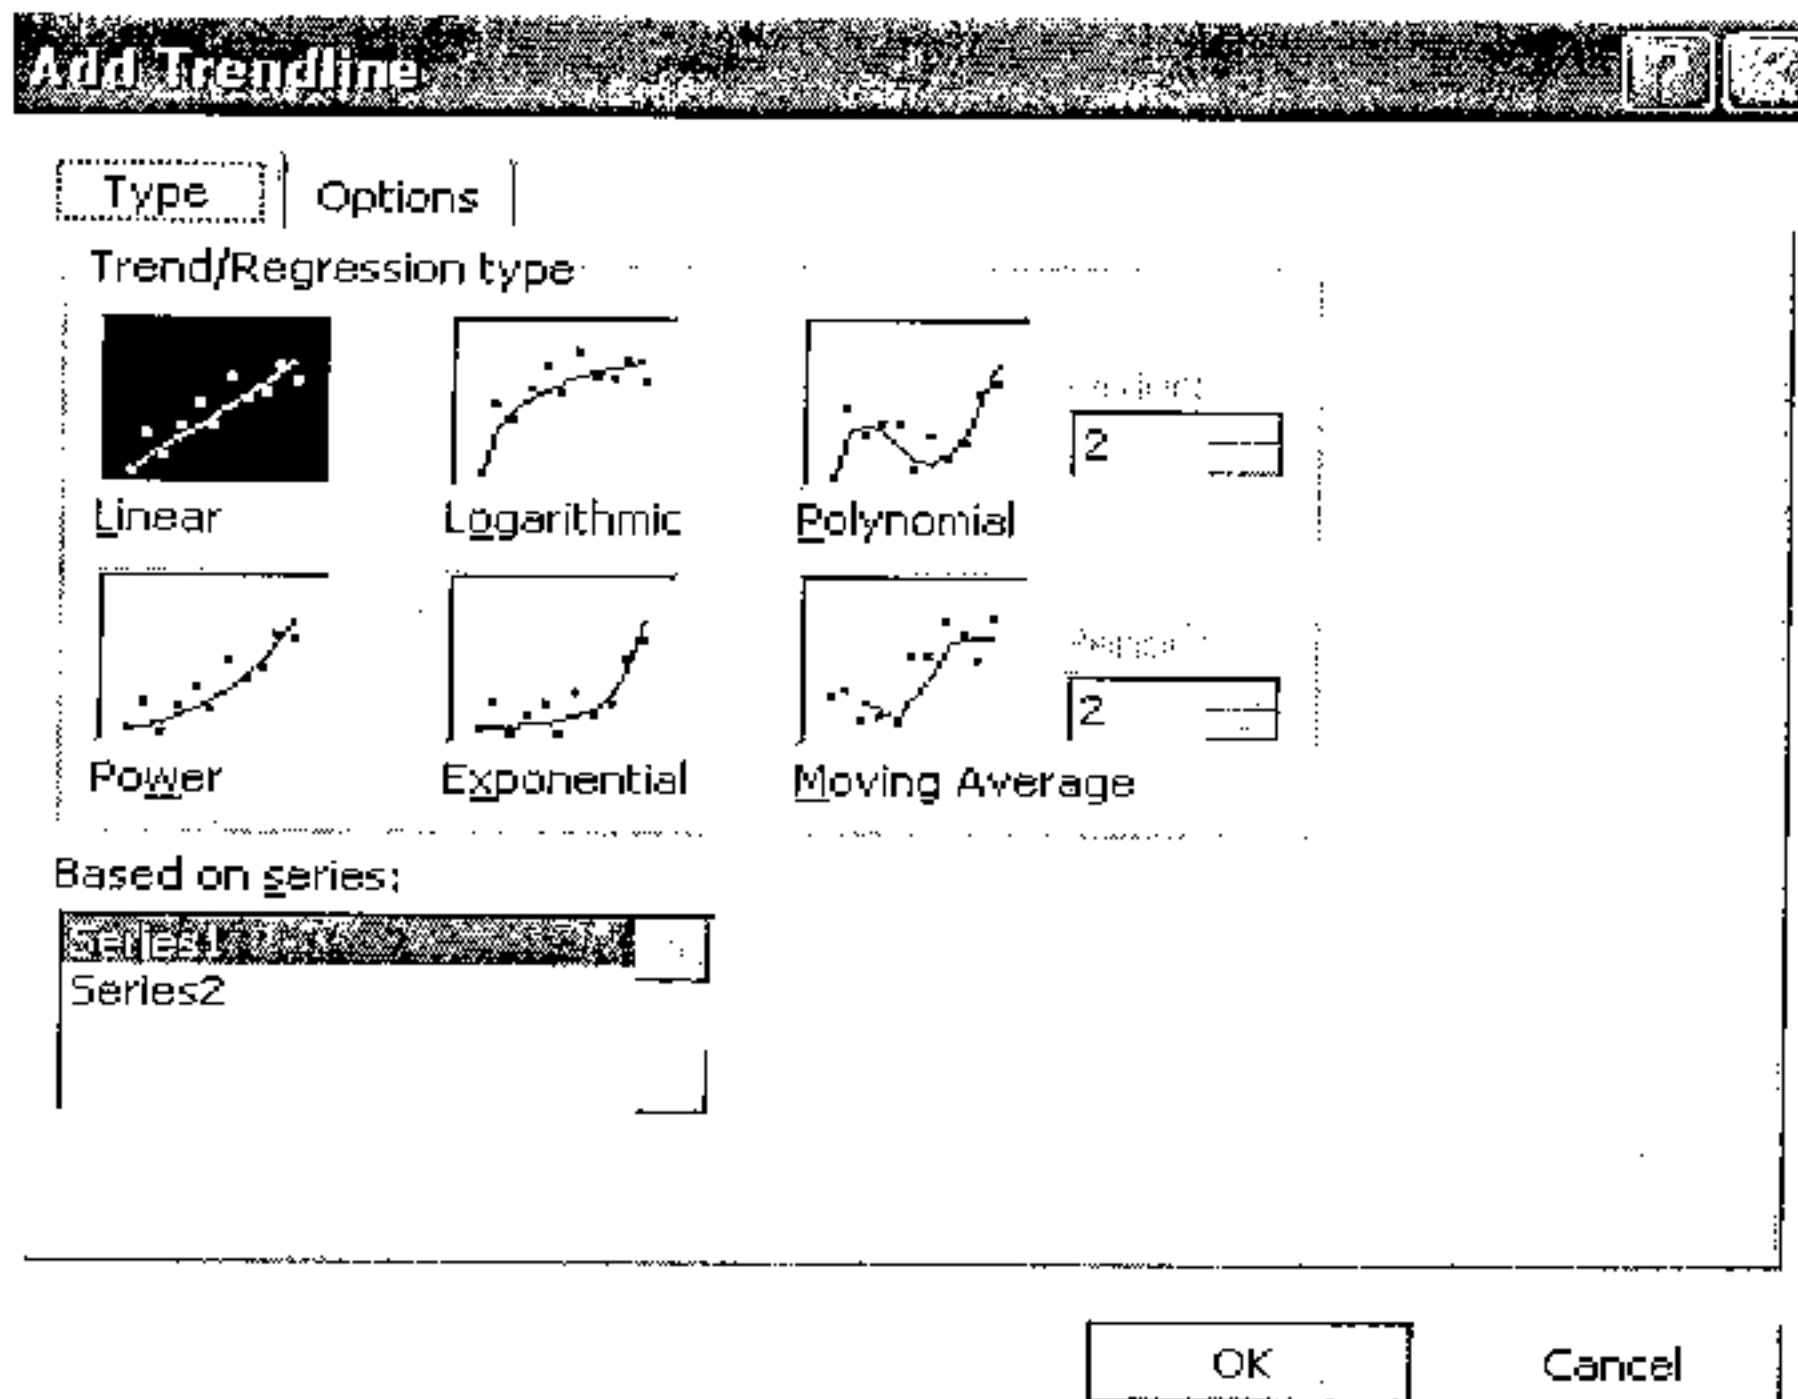 Add Trendline
Type Options
Trend/Regression type
Linear Logarithmic Polynomial
2
Power Exponential Moving Average
2
Based on series:
Series1
Series2
OK Cancel